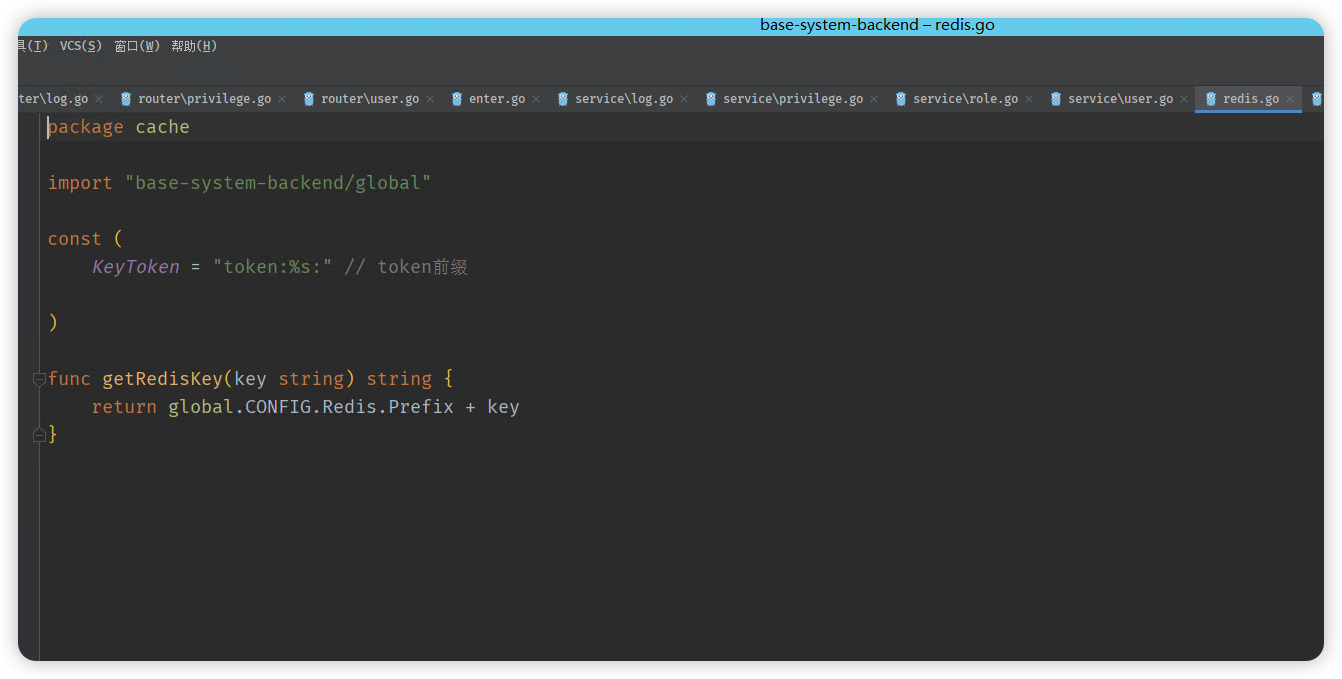 base-system-backend – redis.go
具(T) VCS(S) 窗口(W) 帮助(H)
ter\log.go router\privilege.go router\user.go enter.go service\log.go service\privilege.go service\role.go service\user.go redis.go
package cache
import "base-system-backend/global"
const (
KeyToken = "token:%s:" // token前缀
)
func getRedisKey(key string) string {
return global.CONFIG.Redis.Prefix + key
}